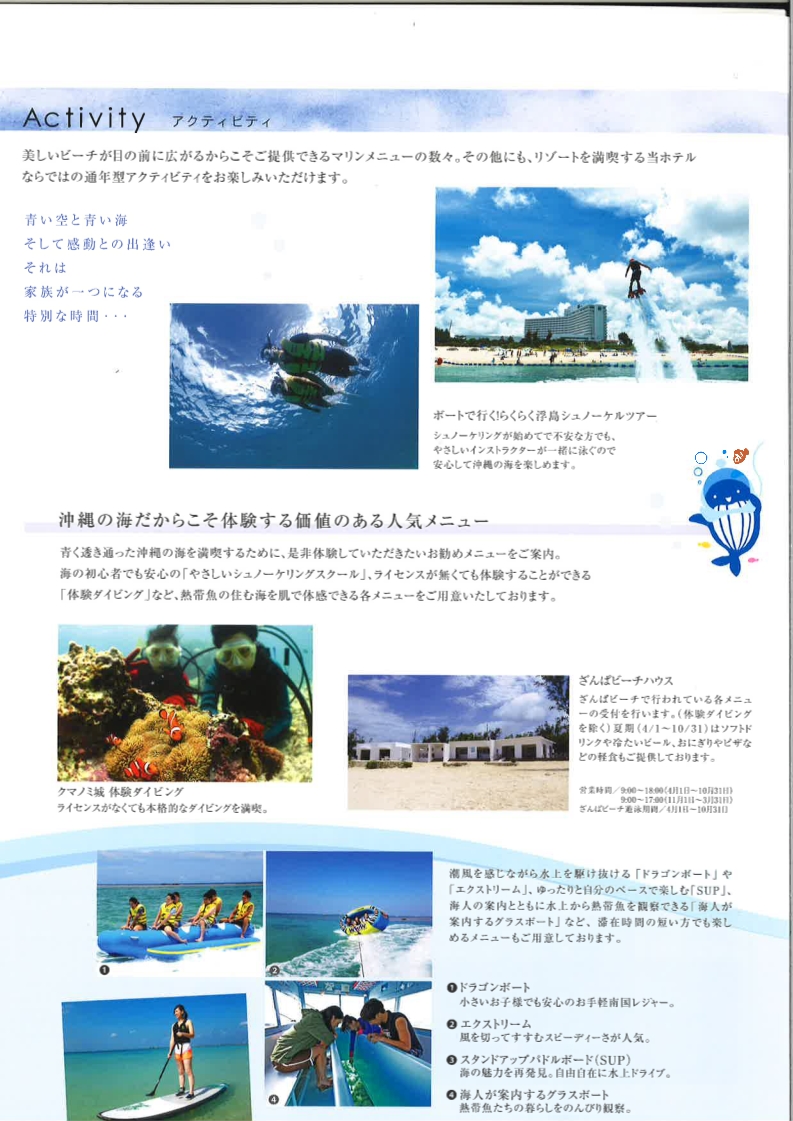 Activity アクティビティ
美しいビーチが目の前に広がるからこそご提供できるマリンメニューの数々。その他にも、リゾートを満喫する当ホテル
ならではの通年型アクティビティをお楽しみいただけます。
青い空と青い海
そして感動との出逢い
それは
家族が一つになる
特別な時間・・・
ボートで行く!らくらく浮島シュノーケルツアー
シュノーケリングが始めてで不安な方でも、
やさしいインストラクターが一緒に泳ぐので
安心して沖縄の海を楽しめます。
沖縄の海だからこそ体験する価値のある人気メニュー
青く透き通った沖縄の海を満喫するために、是非体験していただきたいお勧めメニューをご案内。
海の初心者でも安心の「やさしいシュノーケリングスクール」、ライセンスが無くても体験することができる
「体験ダイビング」など、熱帯魚の住む海を肌で体感できる各メニューをご用意いたしております。
クマノミ城 体験ダイビング
ライセンスがなくても本格的なダイビングを満喫。
ざんぱビーチハウス
ざんぱビーチで行われている各メニュ
ーの受付を行います。(体験ダイビング
を除く)夏期(4/1~10/31)はソフトド
リンクや冷たいビール、おにぎりやピザな
どの軽食もご提供しております。
営業時間/9:00~18:00(4月1日~10月31日)
9:00~17:00(11月1日~3月31日)
ざんぱビーチ遊泳期間/4月1日~10月31日
潮風を感じながら水上を駆け抜ける「ドラゴンボート」や
「エクストリーム」、ゆったりと自分のペースで楽しむ「SUP」、
海人の案内とともに水上から熱帯魚を観察できる「海人が
案内するグラスボート」など、滞在時間の短い方でも楽し
めるメニューもご用意しております。
❶
❷
❹
❶ドラゴンボート
小さいお子様でも安心のお手軽南国レジャー。
❷エクストリーム
風を切ってすすむスピーディーさが人気。
❸スタンドアップパドルボード(SUP)
海の魅力を再発見。自由自在に水上ドライブ。
❹海人が案内するグラスボート
熱帯魚たちの暮らしをのんびり観察。